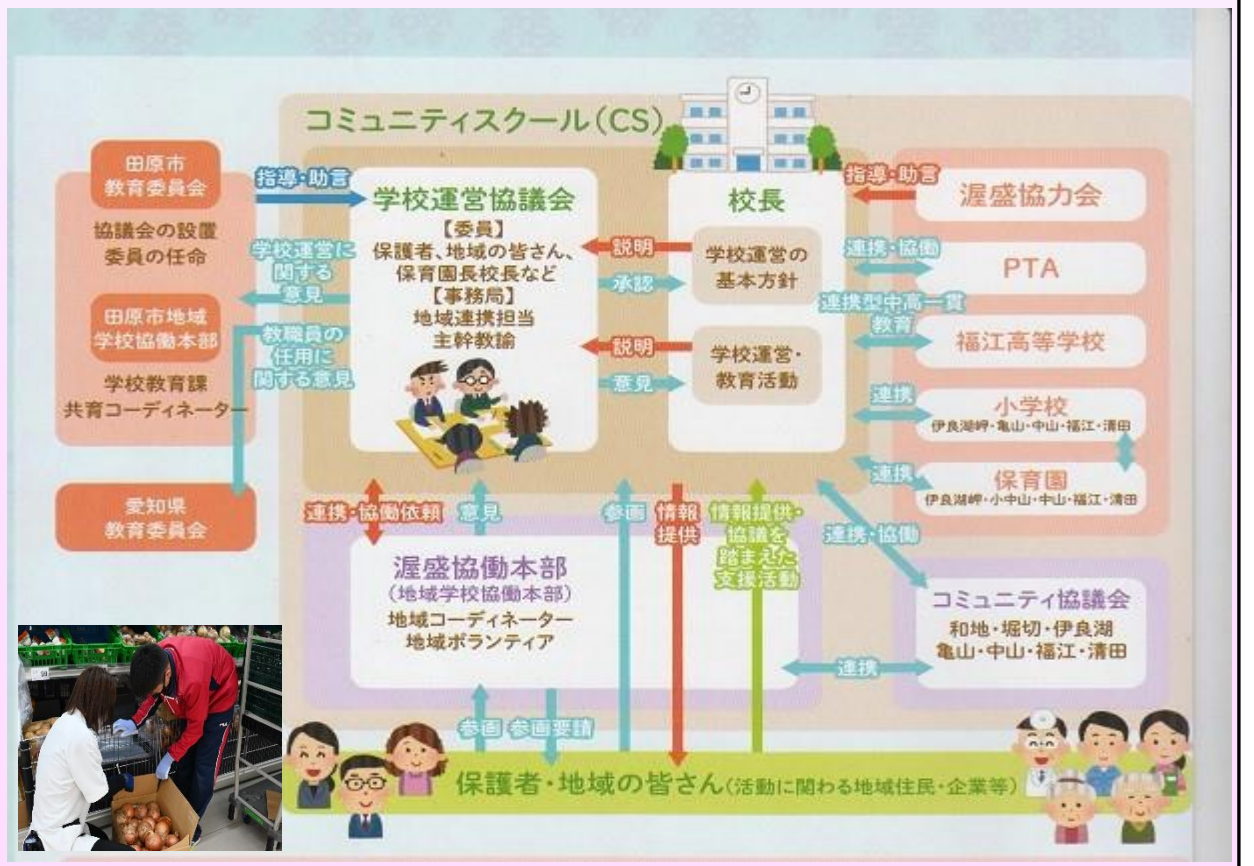 コミュニティスクール(CS)
田原市
教育委員会
協議会の設置
委員の任命
田原市地域
学校協働本部
学校教育課
共育コーディネーター
愛知県
教育委員会
指導・助言
学校運営に
関する
意見
教職員の
任用に
関する意見
学校運営協議会
【委員】
保護者、地域の皆さん、
保育園長校長など
【事務局】
地域連携担当
主幹教諭
説明
承認
説明
意見
校長
学校運営の
基本方針
学校運営・
教育活動
指導・助言
連携・協働
連携型中高一貫
教育
連携
連携
渥盛協力会
PTA
福江高等学校
小学校
伊良湖岬・亀山・中山・福江・清田
保育園
伊良湖岬・小中山・中山・福江・清田
連携・協働依頼
意見
参画
情報
提供
情報提供・
協議を
踏まえた
支援活動
連携・協働
渥盛協働本部
(地域学校協働本部)
地域コーディネーター
地域ボランティア
コミュニティ協議会
和地・堀切・伊良湖
亀山・中山・福江・清田
連携
参画
参画要請
保護者・地域の皆さん(活動に関わる地域住民・企業等)